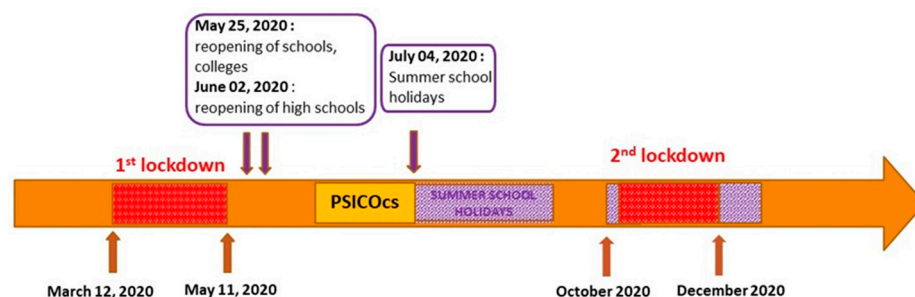 May 25, 2020 :
reopening of schools,
colleges
June 02, 2020 :
reopening of high schools
July 04, 2020 :
Summer school
holidays
1st lockdown
2nd lockdown
PSICOcs
SUMMER SCHOOL
HOLIDAYS
March 12, 2020
May 11, 2020
October 2020
December 2020